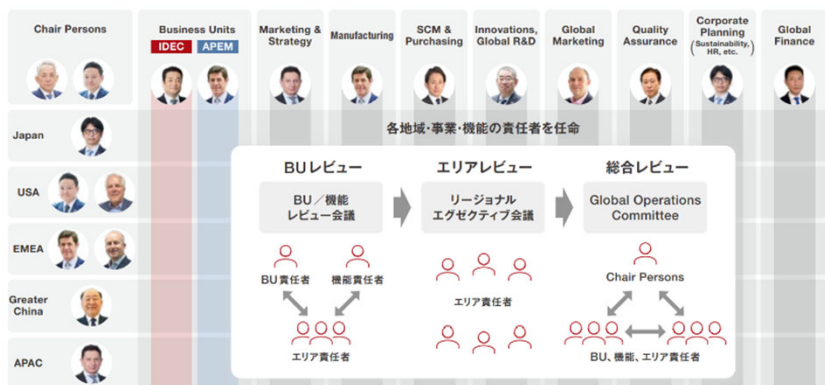 Chair Persons
Business Units
IDEC APEM
Marketing &
Strategy
Manufacturing
SCM &
Purchasing
Innovations,
Global R&D
Global
Marketing
Quality
Assurance
Corporate
Planning
(Sustainability,
HR, etc.)
Global
Finance
Japan
各地域・事業・機能の責任者を任命
USA
EMEA
Greater
China
APAC
BUレビュー
BU／機能
レビュー会議
BU責任者
機能責任者
エリア責任者
エリアレビュー
リージョナル
エグゼクティブ会議
エリア責任者
総合レビュー
Global Operations
Committee
Chair Persons
BU、機能、エリア責任者